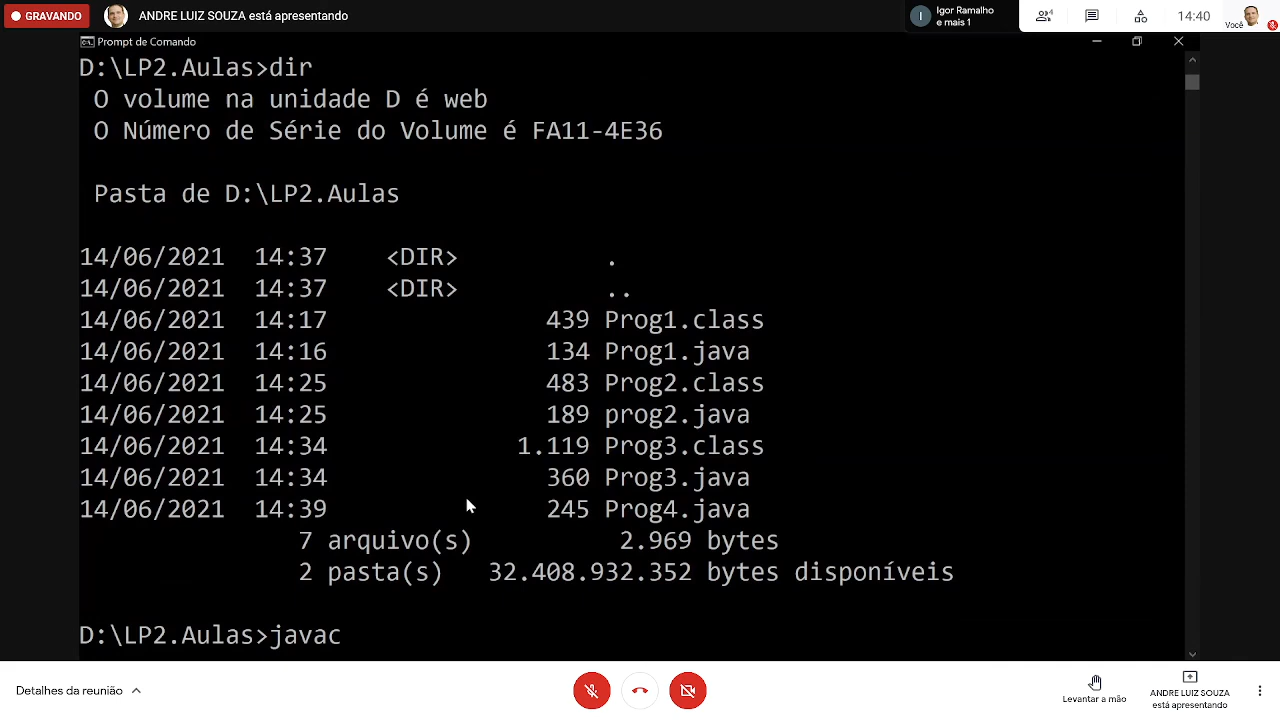 GRAVANDO
ANDRE LUIZ SOUZA está apresentando
I
Igor Ramalho
e mais 1
4
14:40
Você
Prompt de Comando
D:\LP2.Aulas>dir
O volume na unidade D é web
O Número de Série do Volume é FA11-4E36
Pasta de D:\LP2.Aulas
14/06/2021  14:37    <DIR>          .
14/06/2021  14:37    <DIR>          ..
14/06/2021  14:17               439 Prog1.class
14/06/2021  14:16               134 Prog1.java
14/06/2021  14:25               483 Prog2.class
14/06/2021  14:25               189 prog2.java
14/06/2021  14:34             1.119 Prog3.class
14/06/2021  14:34               360 Prog3.java
14/06/2021  14:39               245 Prog4.java
7 arquivo(s)          2.969 bytes
2 pasta(s)   32.408.932.352 bytes disponíveis
D:\LP2.Aulas>javac
Detalhes da reunião
Levantar a mão
ANDRE LUIZ SOUZA
está apresentando